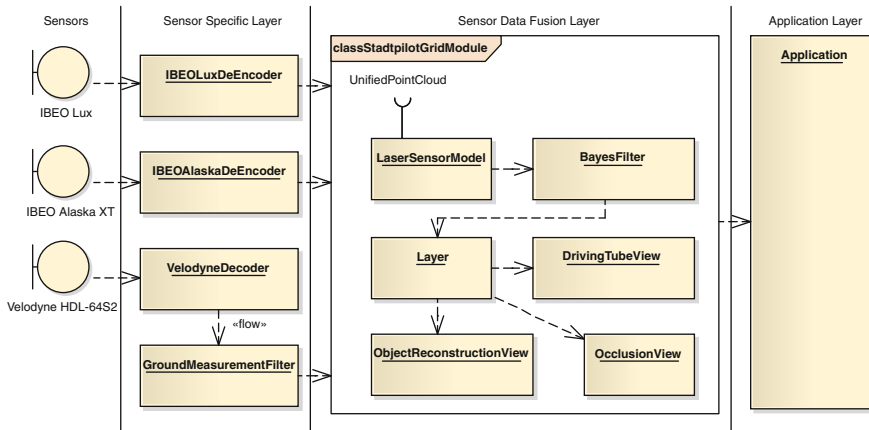 Sensors
Sensor Specific Layer
Sensor Data Fusion Layer
Application Layer
classStadtpilotGridModule
IBEO Lux
IBEOLuxDeEncoder
UnifiedPointCloud
Application
IBEO Alaska XT
IBEOAlaskaDeEncoder
LaserSensorModel
BayesFilter
Velodyne HDL-64S2
VelodyneDecoder
Layer
DrivingTubeView
«flow»
GroundMeasurementFilter
ObjectReconstructionView
OcclusionView